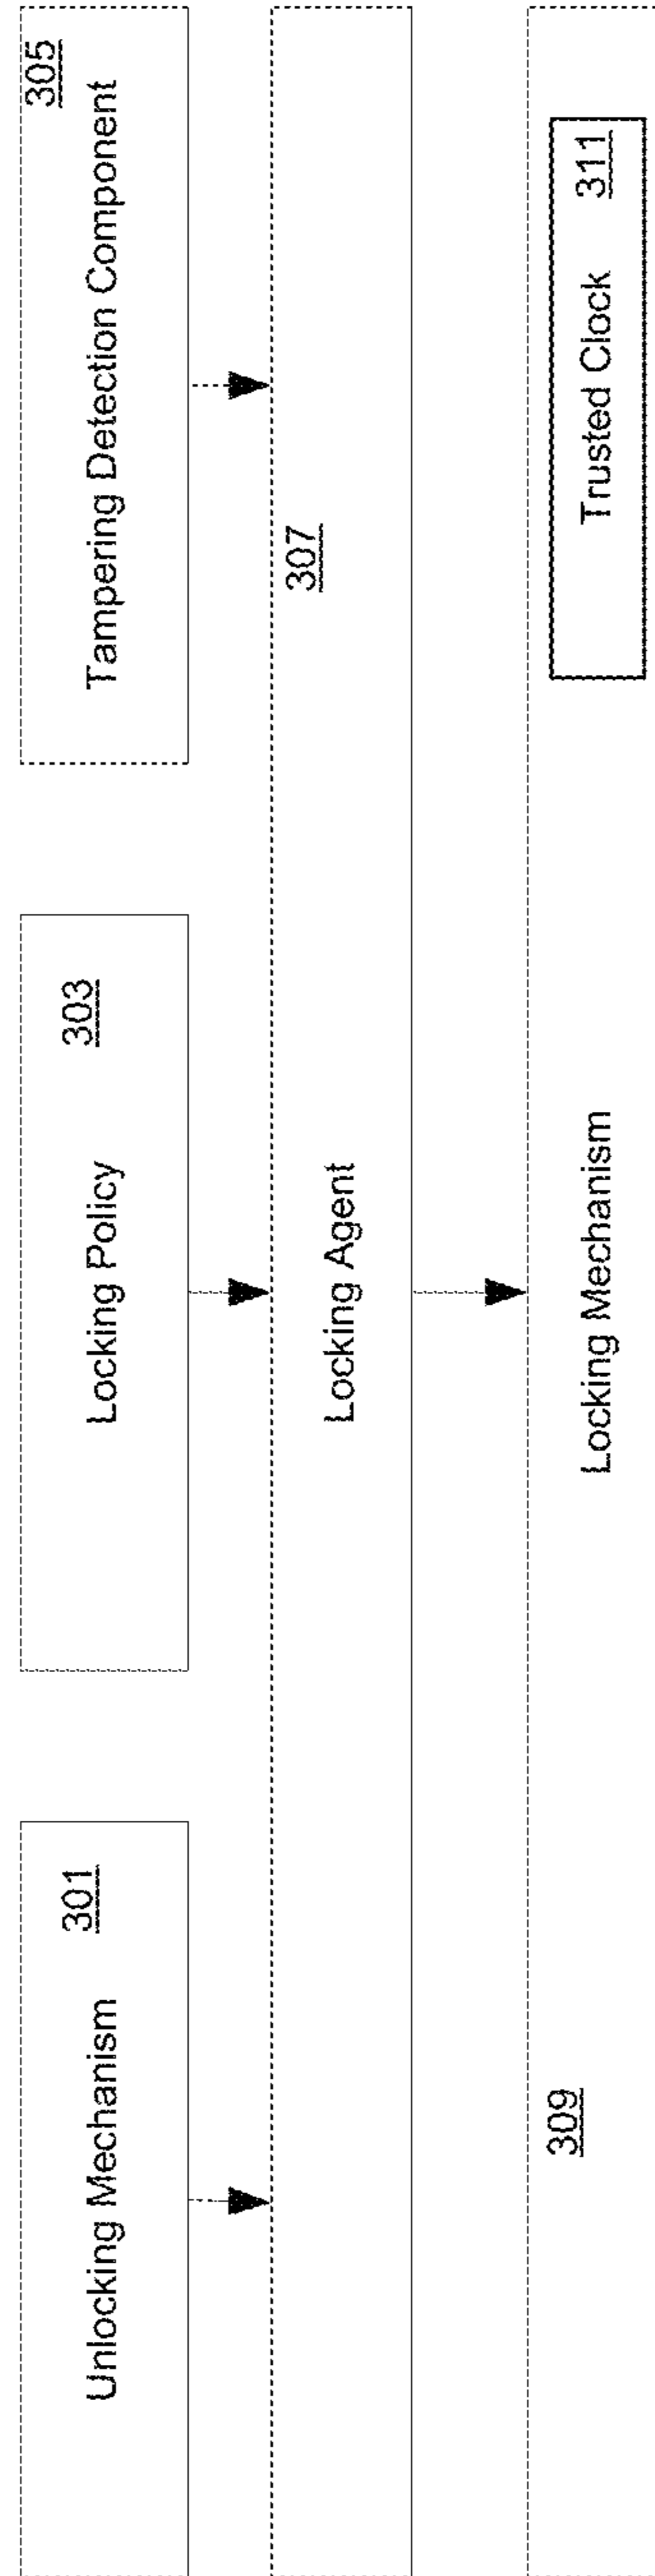 Unlocking Mechanism
301
Locking Policy
303
Tampering Detection Component
305
Locking Agent
307
Locking Mechanism
309
Trusted Clock
311